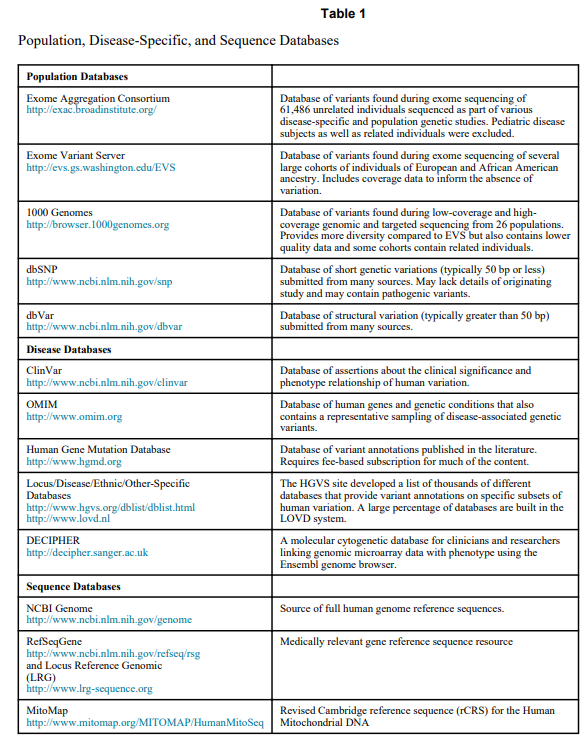 Table 1
Population, Disease-Specific, and Sequence Databases
Population Databases
Exome Aggregation Consortium
http://exac.broadinstitute.org/
Database of variants found during exome sequencing of
61,486 unrelated individuals sequenced as part of various
disease-specific and population genetic studies. Pediatric disease
subjects as well as related individuals were excluded.
Exome Variant Server
http://evs.gs.washington.edu/EVS
Database of variants found during exome sequencing of several
large cohorts of individuals of European and African American
ancestry. Includes coverage data to inform the absence of
variation.
1000 Genomes
http://browser.1000genomes.org
Database of variants found during low-coverage and high-
coverage genomic and targeted sequencing from 26 populations.
Provides more diversity compared to EVS but also contains lower
quality data and some cohorts contain related individuals.
dbSNP
http://www.ncbi.nlm.nih.gov/snp
Database of short genetic variations (typically 50 bp or less)
submitted from many sources. May lack details of originating
study and may contain pathogenic variants.
dbVar
http://www.ncbi.nlm.nih.gov/dbvar
Database of structural variation (typically greater than 50 bp)
submitted from many sources.
Disease Databases
ClinVar
http://www.ncbi.nlm.nih.gov/clinvar
Database of assertions about the clinical significance and
phenotype relationship of human variation.
OMIM
http://www.omim.org
Database of human genes and genetic conditions that also
contains a representative sampling of disease-associated genetic
variants.
Human Gene Mutation Database
http://www.hgmd.org
Database of variant annotations published in the literature.
Requires fee-based subscription for much of the content.
Locus/Disease/Ethnic/Other-Specific
Databases
http://www.hgvs.org/dblist/dblist.html
http://www.lovd.nl
The HGVS site developed a list of thousands of different
databases that provide variant annotations on specific subsets of
human variation. A large percentage of databases are built in the
LOVD system.
DECIPHER
http://decipher.sanger.ac.uk
A molecular cytogenetic database for clinicians and researchers
linking genomic microarray data with phenotype using the
Ensembl genome browser.
Sequence Databases
NCBI Genome
http://www.ncbi.nlm.nih.gov/genome
Source of full human genome reference sequences.
RefSeqGene
http://www.ncbi.nlm.nih.gov/refseq/rsg
and Locus Reference Genomic
(LRG)
http://www.lrg-sequence.org
Medically relevant gene reference sequence resource
MitoMap
http://www.mitomap.org/MITOMAP/HumanMitoSeq
Revised Cambridge reference sequence (rCRS) for the Human
Mitochondrial DNA